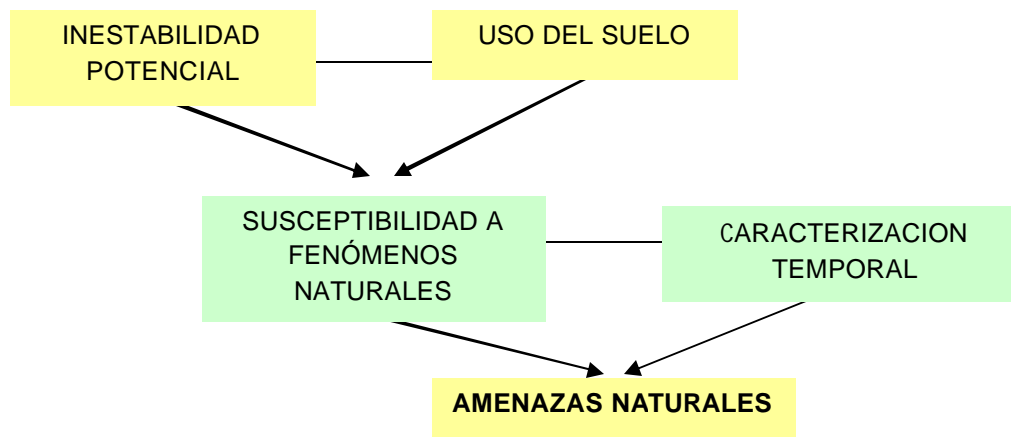 INESTABILIDAD
POTENCIAL
USO DEL SUELO
SUSCEPTIBILIDAD A
FENÓMENOS
NATURALES
CARACTERIZACION
TEMPORAL
AMENAZAS NATURALES